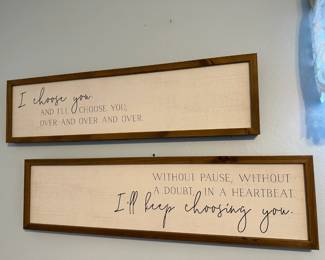 I choose you.
AND I'LL CHOOSE YOU,
OVER AND OVER AND OVER.
WITHOUT PAUSE, WITHOUT
A DOUBT, IN A HEARTBEAT.
I'll keep choosing you.